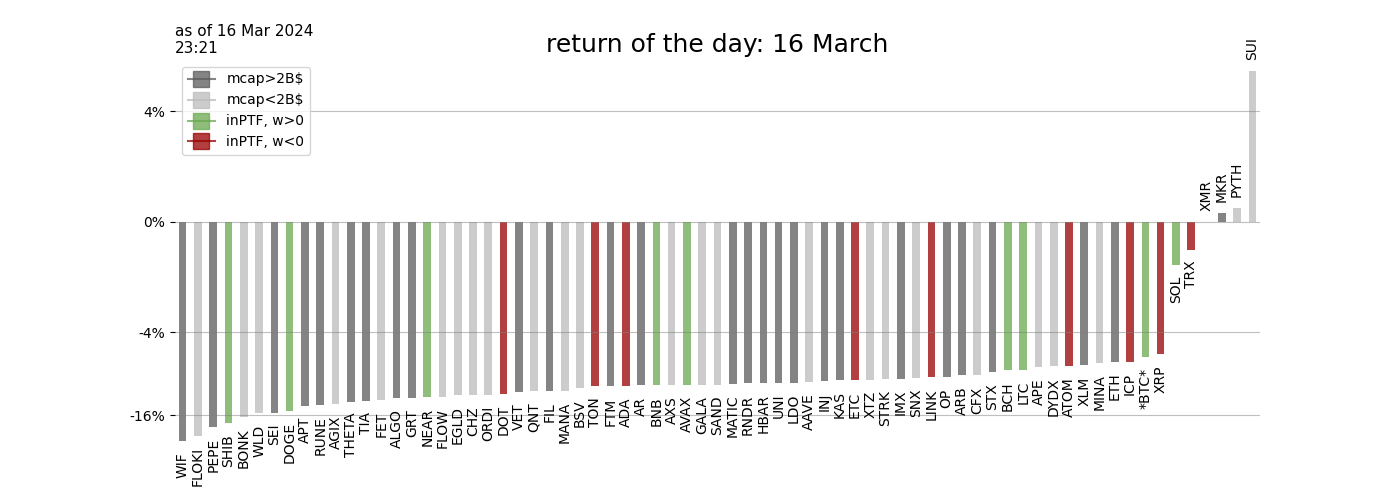 as of 16 Mar 2024
23:21
return of the day: 16 March
mcap>2B$
mcap<2B$
inPTF, w>0
inPTF, w<0
4%
0%
-4%
-16%
WIF
FLOKI
PEPE
SHIB
BONK
WLD
SEI
DOGE
APT
RUNE
AGIX
THETA
TIA
FET
ALGO
GRT
NEAR
FLOW
EGLD
CHZ
ORDI
DOT
VET
QNT
FIL
MANA
BSV
TON
FTM
ADA
AR
BNB
AXS
AVAX
GALA
SAND
MATIC
RNDR
HBAR
UNI
LDO
AAVE
INJ
KAS
ETC
XTZ
STRK
IMX
SNX
LINK
OP
ARB
CFX
STX
BCH
LTC
APE
DYDX
ATOM
XLM
MINA
ETH
ICP
*BTC*
XRP
SOL
TRX
XMR
MKR
PYTH
SUI